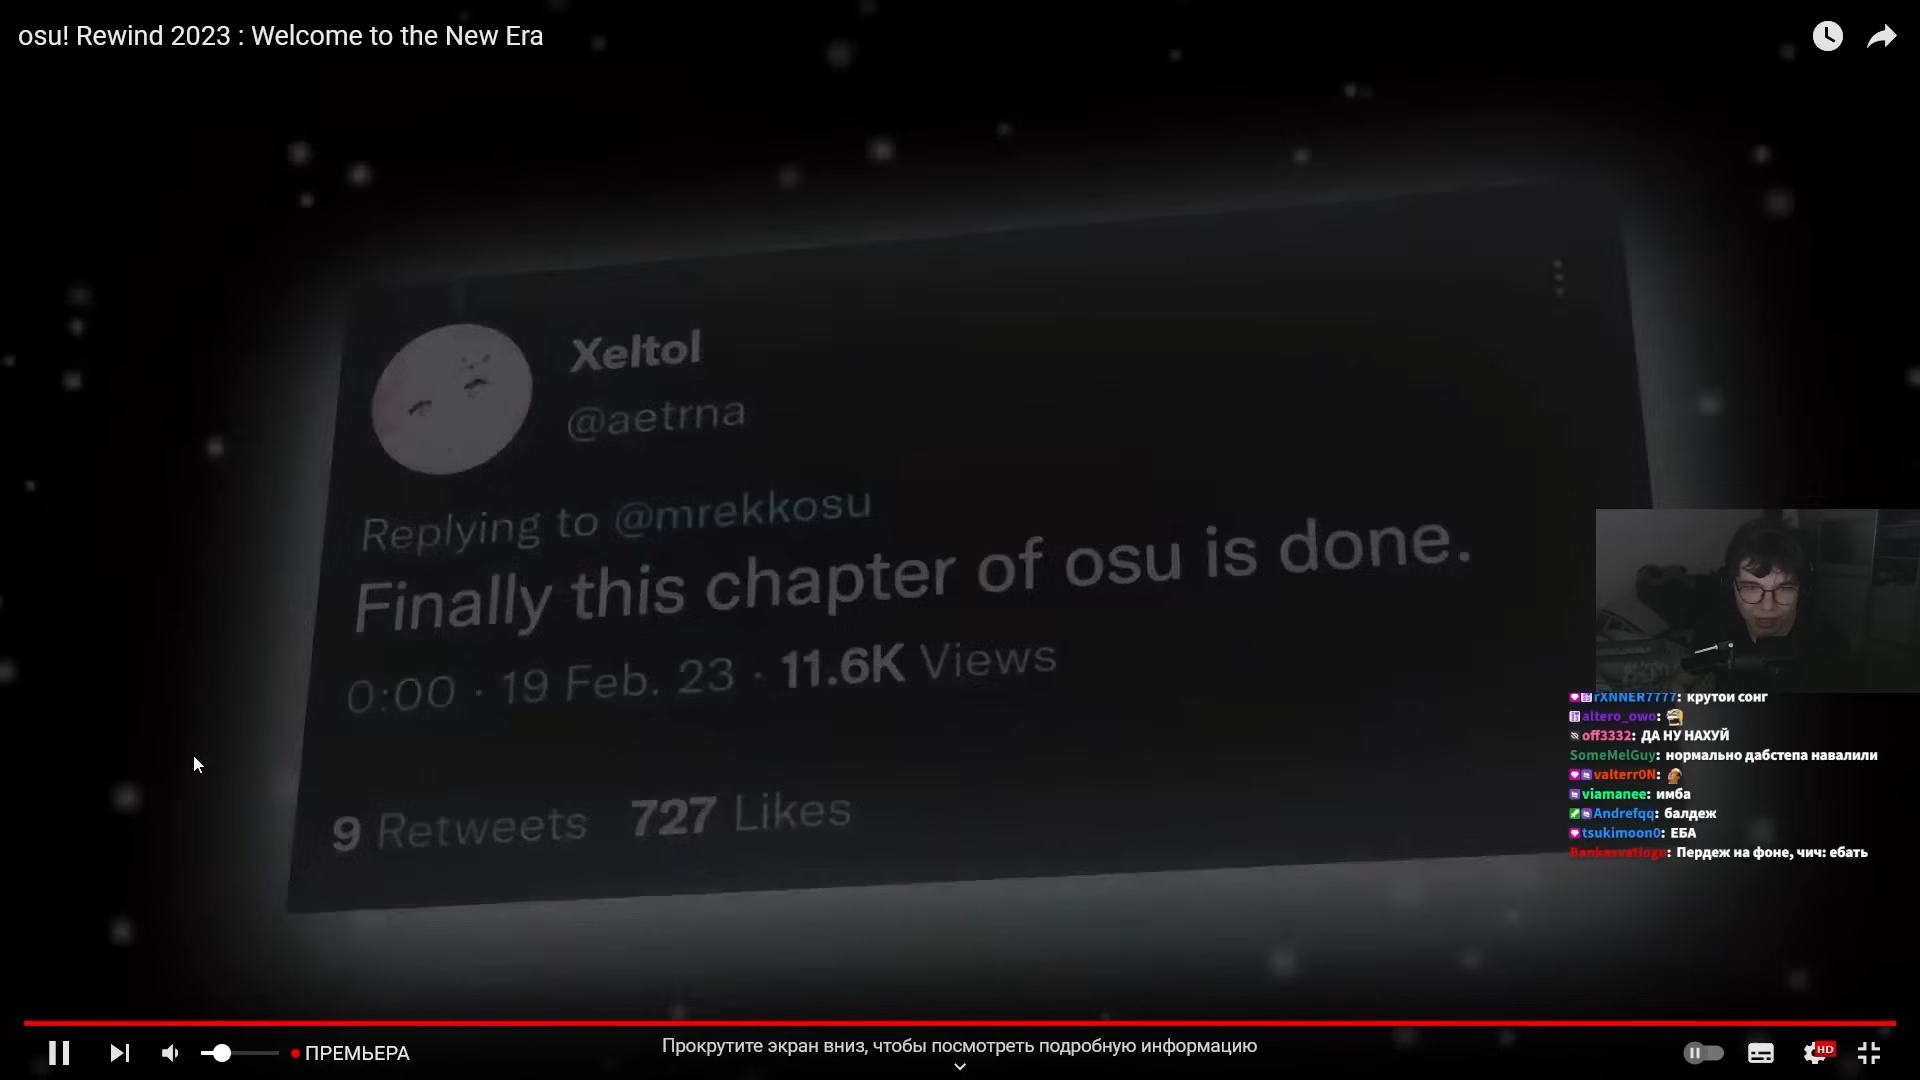 osu! Rewind 2023 : Welcome to the New Era
Xeltol
@aetrna
Replying to @mrekkosu
Finally this chapter of osu is done.
0:00 · 19 Feb. 23 · 11.6K Views
9 Retweets 727 Likes
rXNNER7777: крутой сонг
altero_owo:
off3332: ДА НУ НАХУЙ
SomeMelGuy: нормально дабстепа навалили
valterr0N:
viamanee: имба
Andrefqq: балдеж
tsukimoon0: ЕБА
: Пердеж на фоне, чич: ебать
ПРЕМЬЕРА
Прокрутите экран вниз, чтобы посмотреть подробную информацию
HD